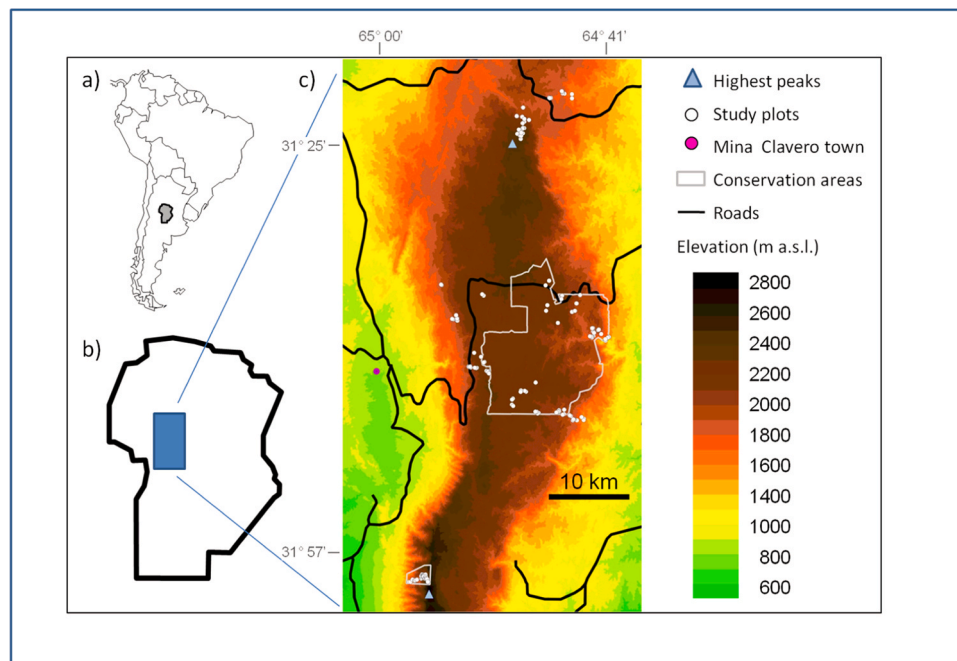 65° 00'
64° 41'
a)
c)
31° 25'
b)
31° 57'
10 km
Highest peaks
Study plots
Mina Clavero town
Conservation areas
Roads
Elevation (m a.s.l.)
2800
2600
2400
2200
2000
1800
1600
1400
1000
800
600